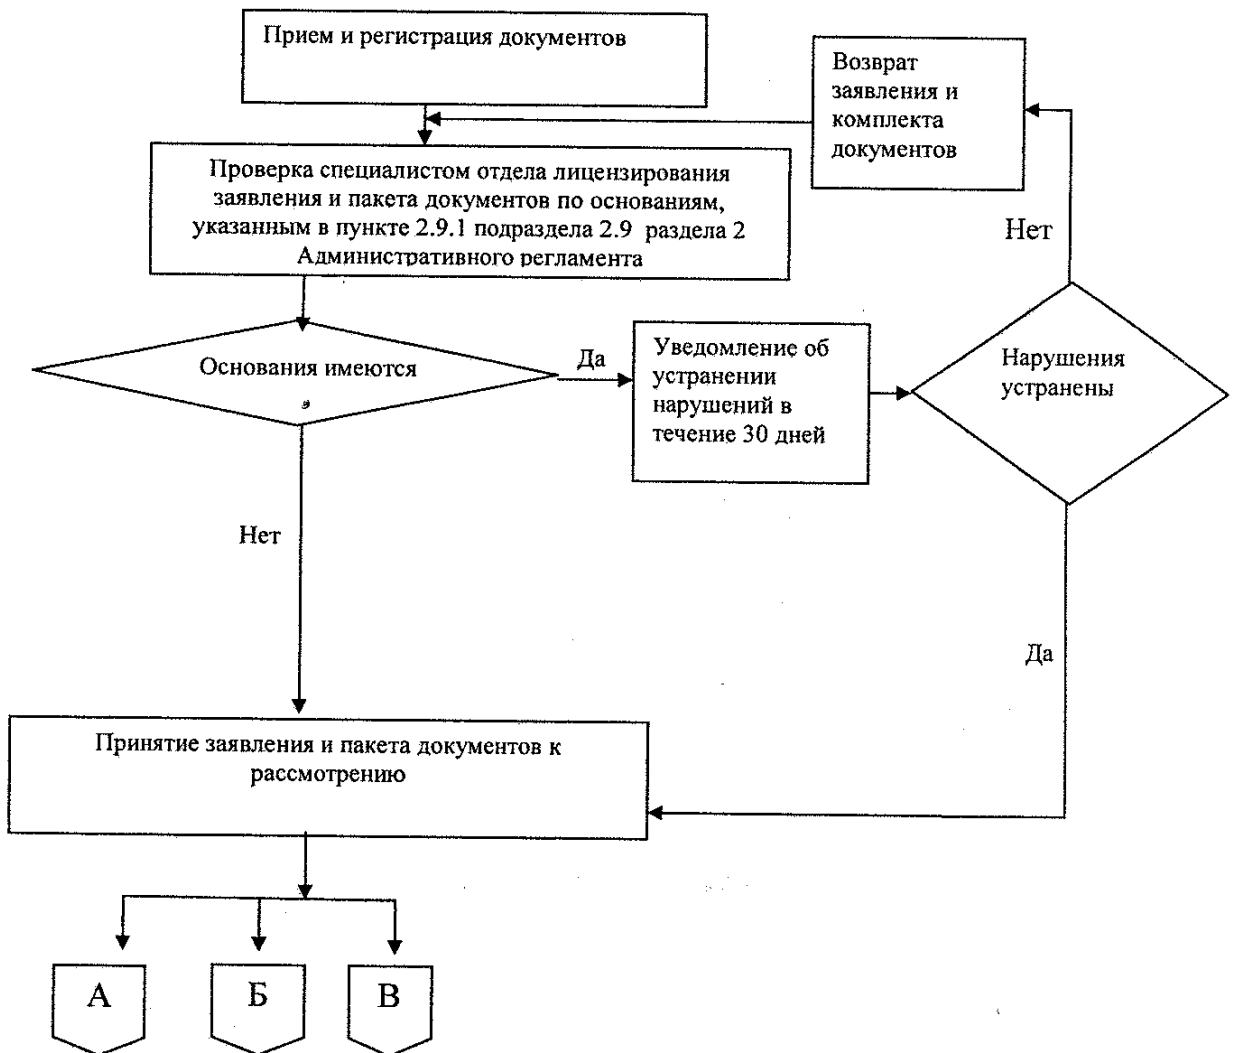 Прием и регистрация документов
Возврат
заявления и
комплекта
документов
Проверка специалистом отдела лицензирования
заявления и пакета документов по основаниям,
указанным в пункте 2.9.1 подраздела 2.9 раздела 2
Административного регламента
Нет
Основания имеются
Да
Уведомление об
устранении
нарушений в
течение 30 дней
Нарушения
устранены
Нет
Да
Принятие заявления и пакета документов к
рассмотрению
А
Б
В